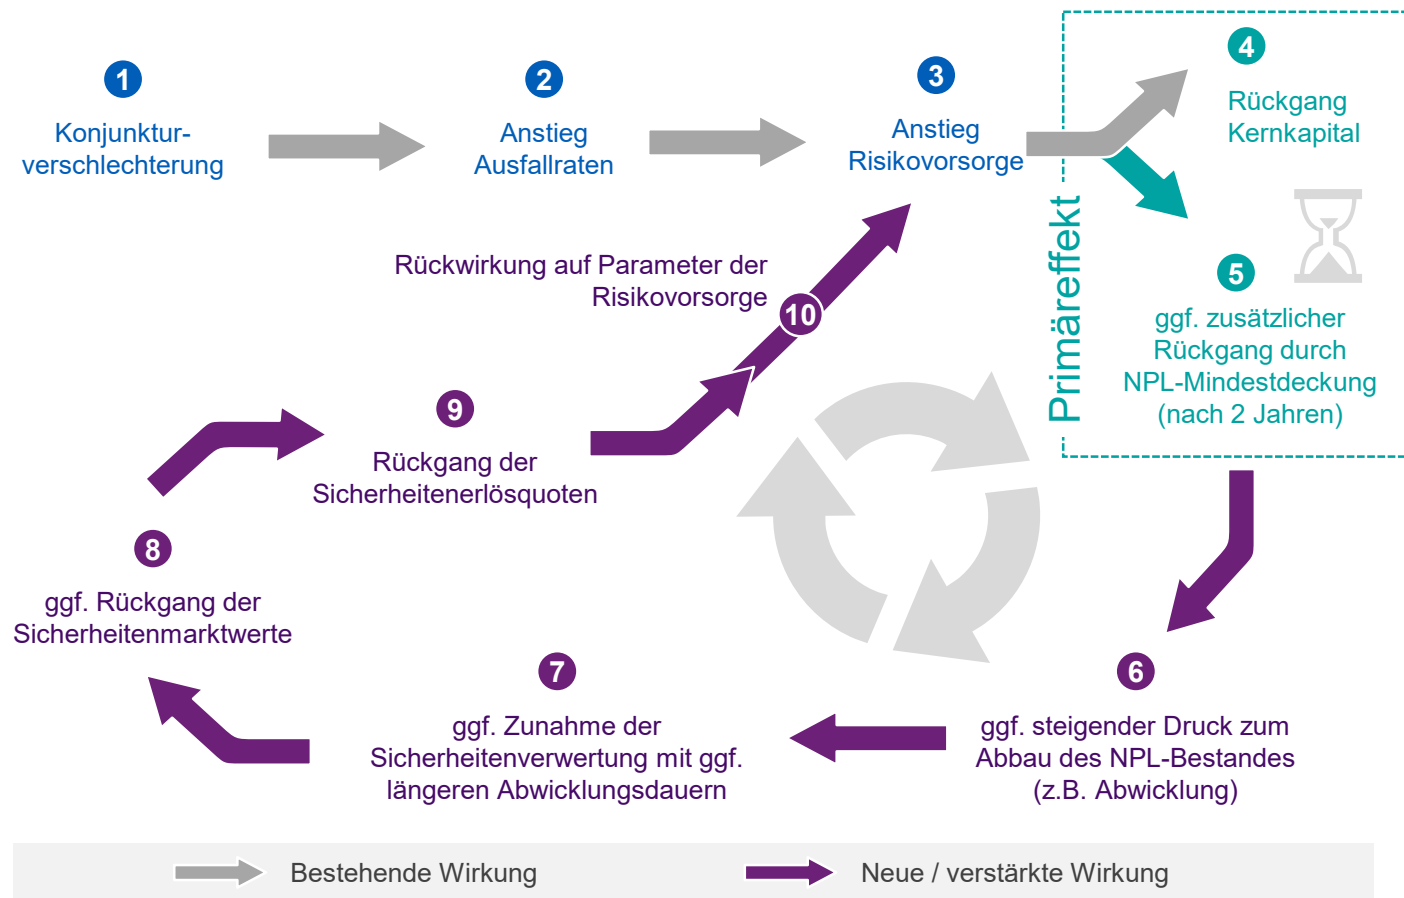 1
Konjunktur-
verschlechterung
2
Anstieg
Ausfallraten
3
Anstieg
Risikovorsorge
4
Rückgang
Kernkapital
Primäreffekt
5
ggf. zusätzlicher
Rückgang durch
NPL-Mindestdeckung
(nach 2 Jahren)
Rückwirkung auf Parameter der
Risikovorsorge
10
9
Rückgang der
Sicherheitenerlösquoten
8
ggf. Rückgang der
Sicherheitenmarktwerte
7
ggf. Zunahme der
Sicherheitenverwertung mit ggf.
längeren Abwicklungsdauern
6
ggf. steigender Druck zum
Abbau des NPL-Bestandes
(z.B. Abwicklung)
Bestehende Wirkung
Neue / verstärkte Wirkung